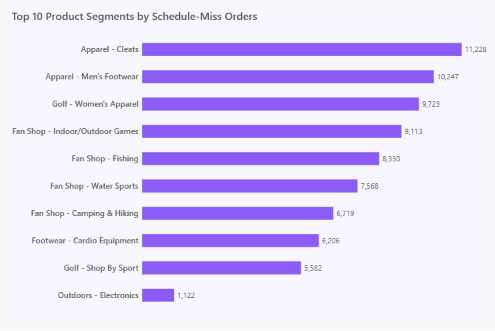 Top 10 Product Segments by Schedule-Miss Orders
Apparel - Cleats 11,228
Apparel - Men's Footwear 10,247
Golf - Women's Apparel 9,723
Fan Shop - Indoor/Outdoor Games 9,113
Fan Shop - Fishing 8,330
Fan Shop - Water Sports 7,568
Fan Shop - Camping & Hiking 6,719
Footwear - Cardio Equipment 6,206
Golf - Shop By Sport 5,582
Outdoors - Electronics 1,122